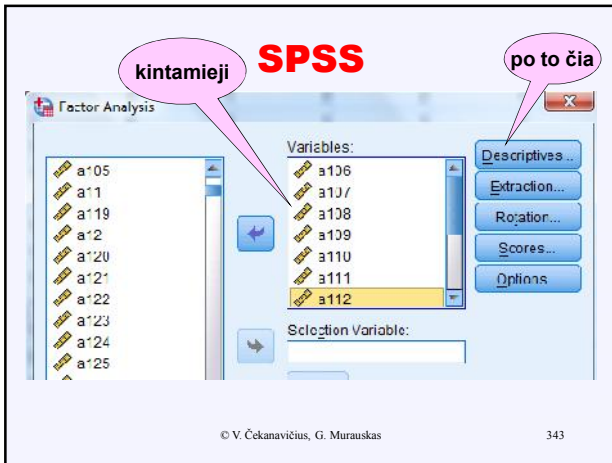 SPSS
kintamieji
po to čia
Factor Analysis
Variables:
a105
a11
a119
a12
a120
a121
a122
a123
a124
a125
a106
a107
a108
a109
a110
a111
a112
Selection Variable:
Descriptives...
Extraction...
Rotation...
Scores...
Options
© V. Čekanavičius, G. Murauskas
343